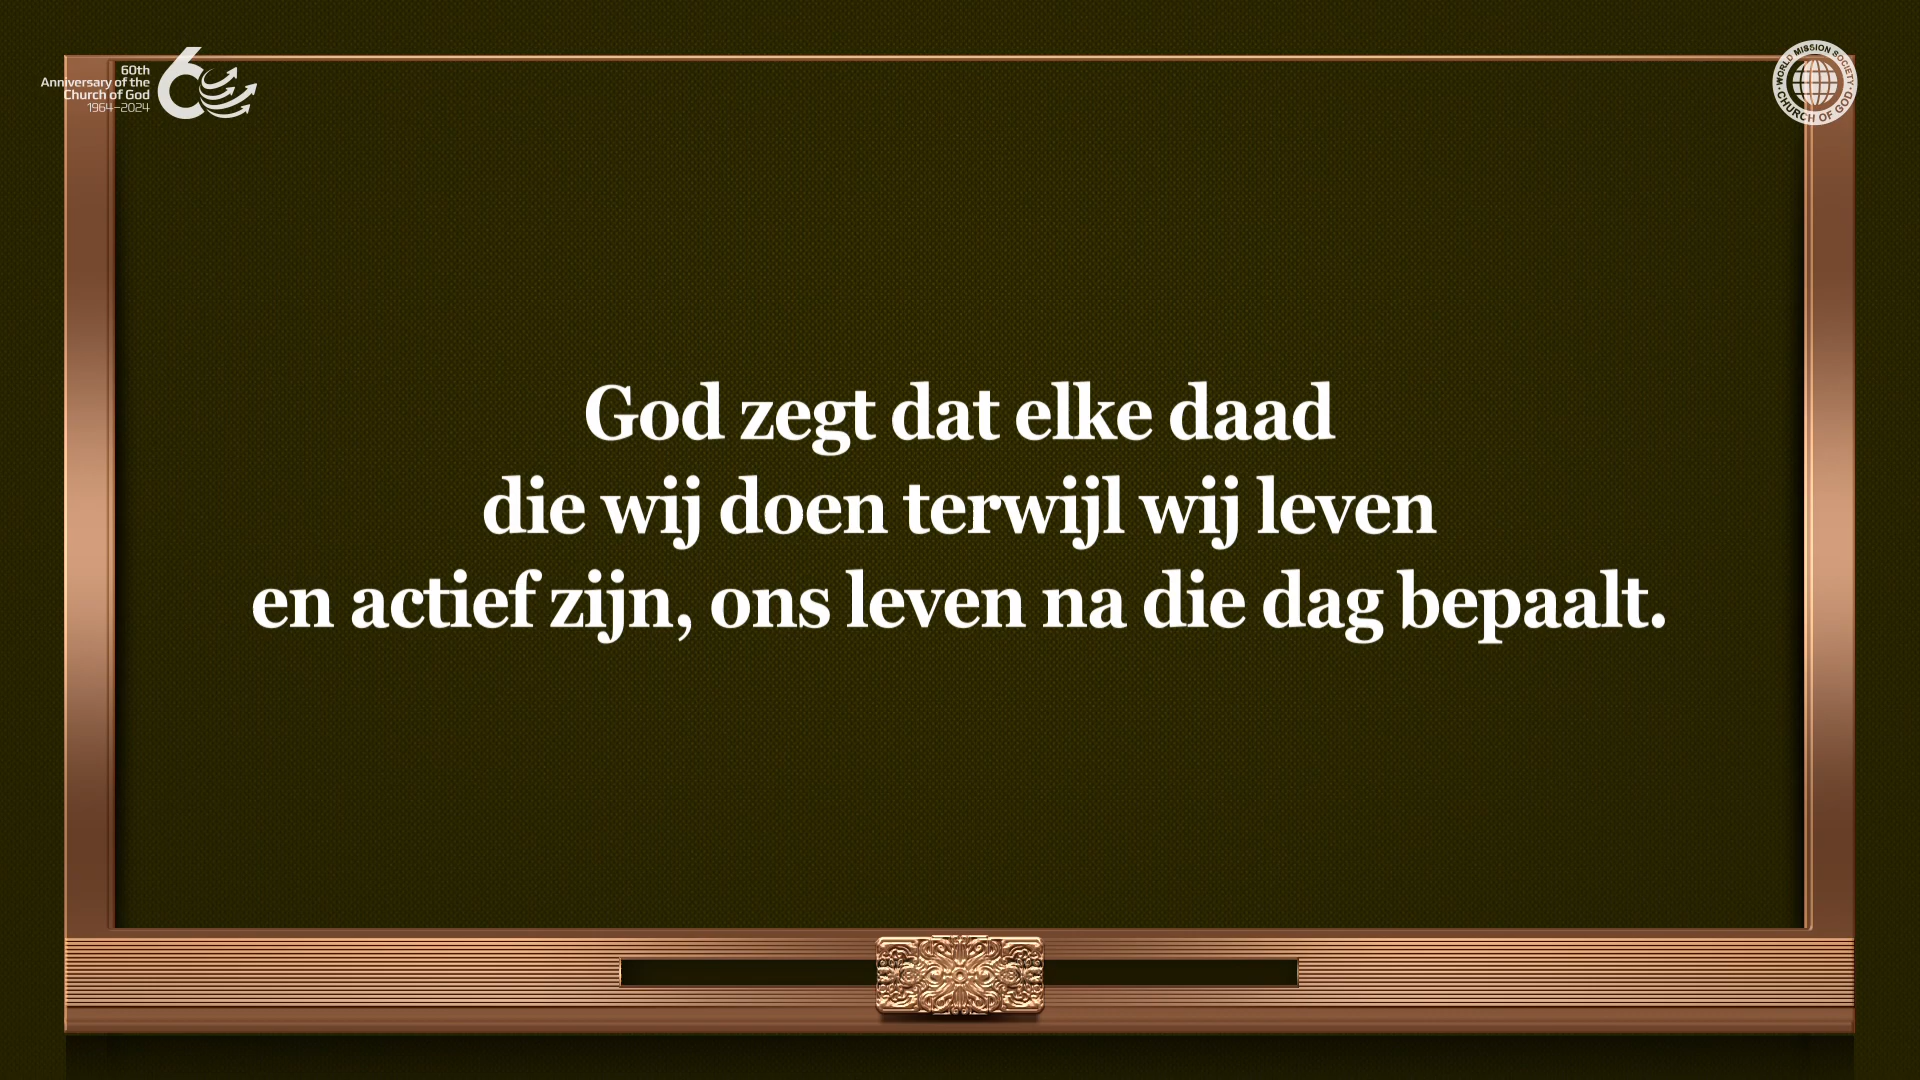 60th
Anniversary of the
Church of God
1964–2024
WORLD MISSION SOCIETY
CHURCH OF GOD
God zegt dat elke daad
die wij doen terwijl wij leven
en actief zijn, ons leven na die dag bepaalt.